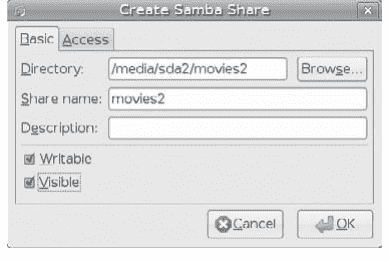 Create Samba Share
Basic Access
Directory: /media/sda2/movies2 Browse...
Share name: movies2
Description:
Writable
Visible
Cancel OK